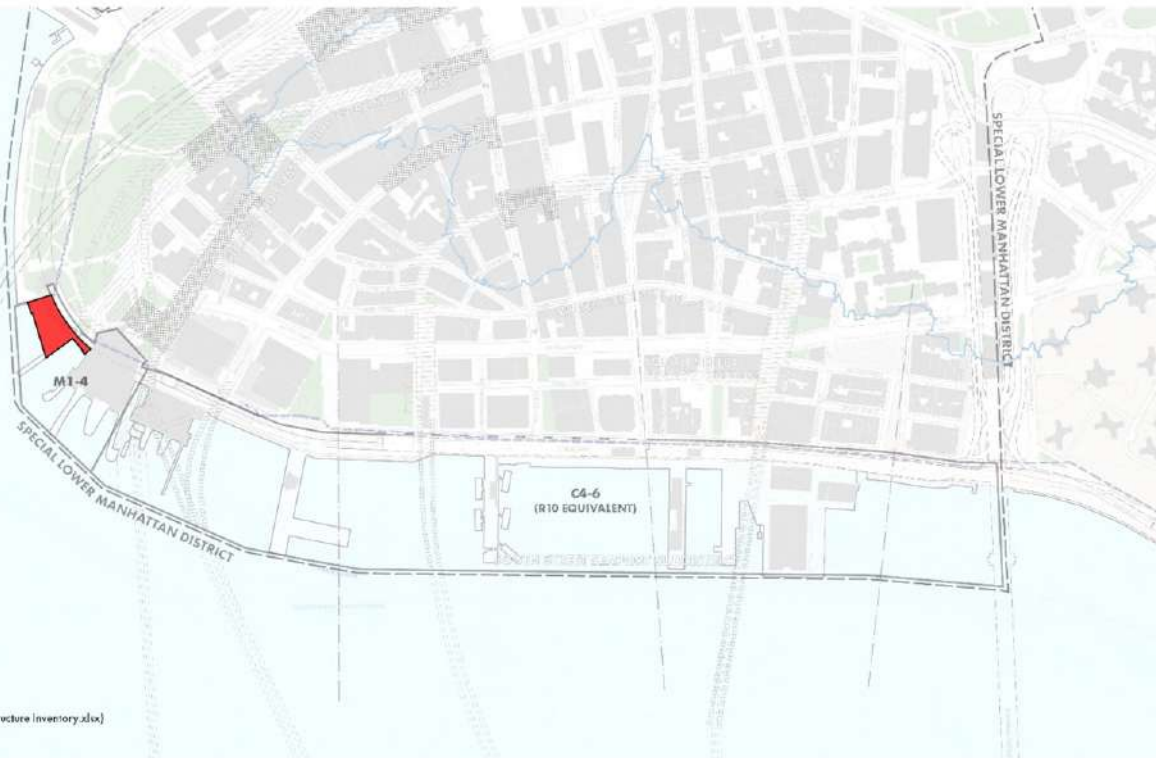 SPECIAL LOWER MANHATTAN DISTRICT
M1-4
SPECIAL LOWER MANHATTAN DISTRICT
C4-6
(R10 EQUIVALENT)
ucture Inventory.xlsx)